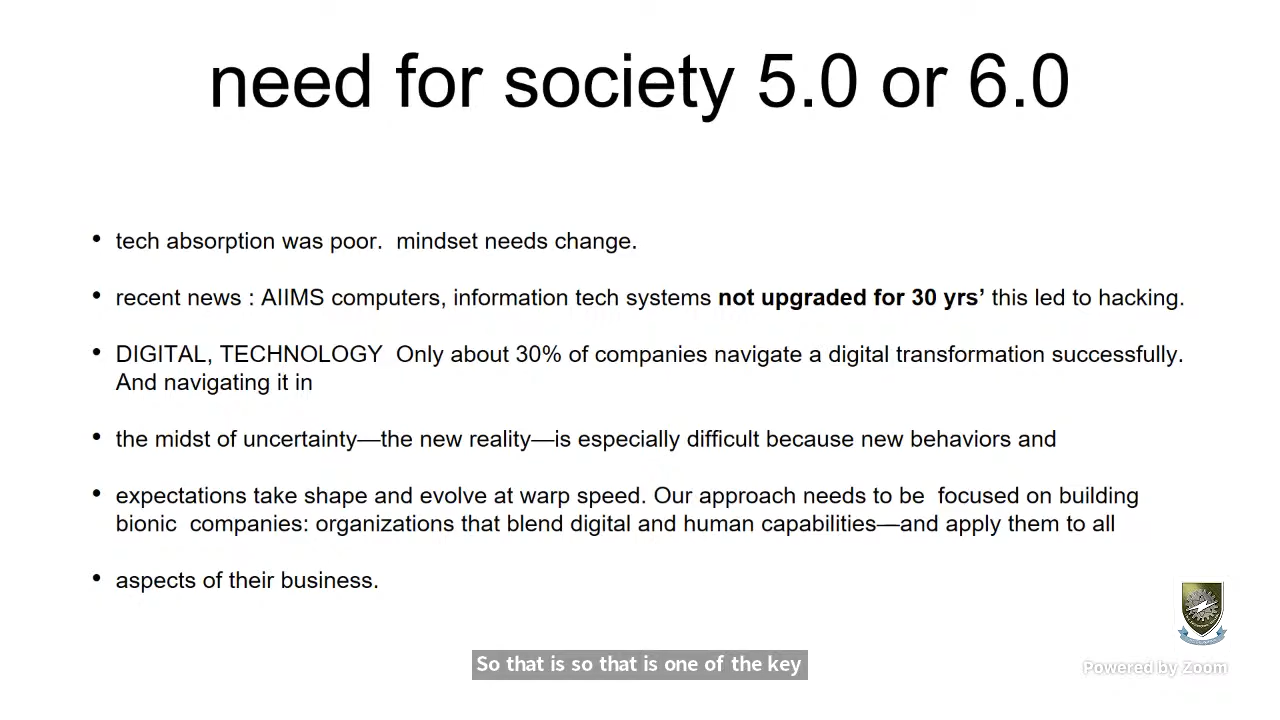 need for society 5.0 or 6.0
• tech absorption was poor.  mindset needs change.
• recent news : AIIMS computers, information tech systems not upgraded for 30 yrs’ this led to hacking.
• DIGITAL, TECHNOLOGY  Only about 30% of companies navigate a digital transformation successfully.
And navigating it in
• the midst of uncertainty—the new reality—is especially difficult because new behaviors and
• expectations take shape and evolve at warp speed. Our approach needs to be  focused on building
bionic  companies: organizations that blend digital and human capabilities—and apply them to all
• aspects of their business.
So that is so that is one of the key
Powered by Zoom